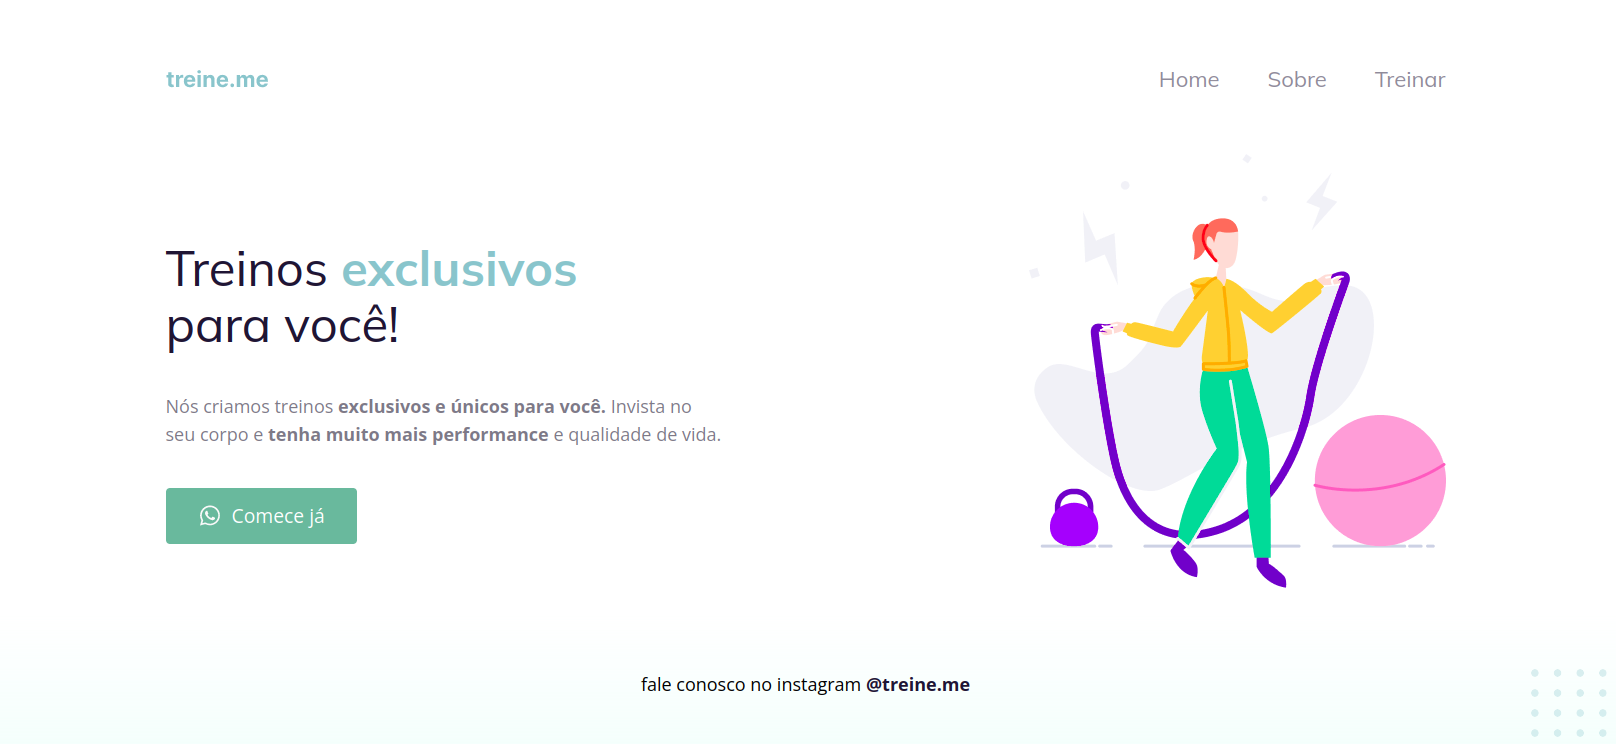 treine.me
Home
Sobre
Treinar
Treinos exclusivos
para você!
Nós criamos treinos exclusivos e únicos para você. Invista no
seu corpo e tenha muito mais performance e qualidade de vida.
Comece já
fale conosco no instagram @treine.me